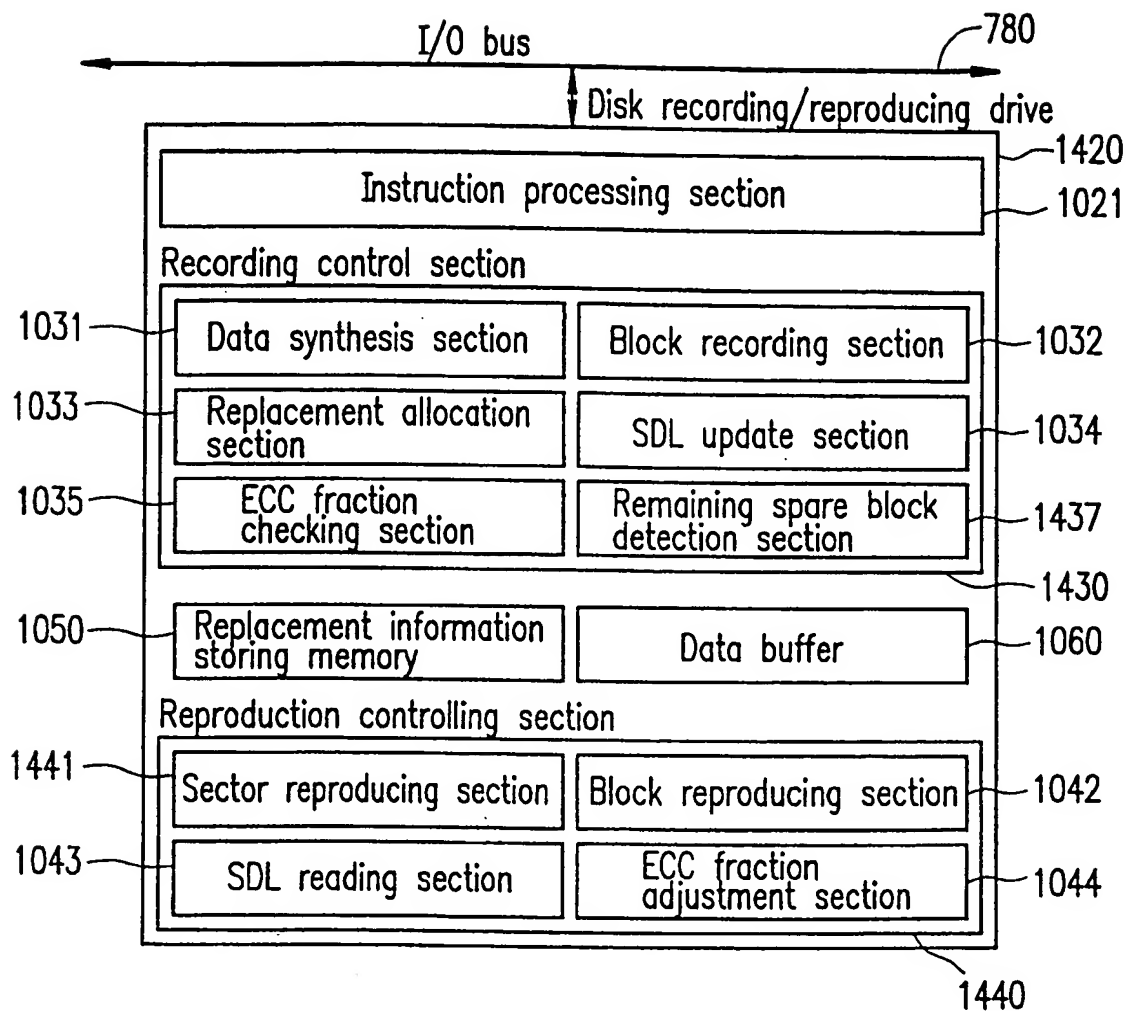 I/O bus
780
Disk recording/reproducing drive
1420
Instruction processing section
1021
Recording control section
1031
Data synthesis section
Block recording section
1032
1033
Replacement allocation
section
SDL update section
1034
1035
ECC fraction
checking section
Remaining spare block
detection section
1437
1430
1050
Replacement information
storing memory
Data buffer
1060
Reproduction controlling section
1441
Sector reproducing section
Block reproducing section
1042
1043
SDL reading section
ECC fraction
adjustment section
1044
1440